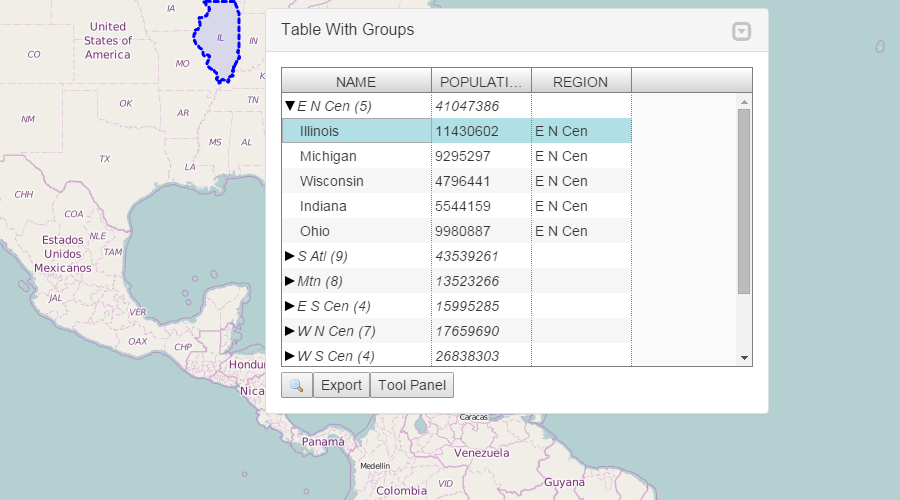 IA
United
States of
America
CO
IL
IN
MO
OK
AR
TN
NM
MS
AL
TX
LA
CHH
COA
NLE
Estados
Unidos
Mexicanos
TAM
JAL
VER
OAX
CHP
Hondu
Nica
Panamá
Caracas
Medellín
Venezuela
VID
Colombia
Guyana
Table With Groups
NAME POPULATI... REGION
E N Cen (5) 41047386
Illinois 11430602 E N Cen
Michigan 9295297 E N Cen
Wisconsin 4796441 E N Cen
Indiana 5544159 E N Cen
Ohio 9980887 E N Cen
S Atl (9) 43539261
Mtn (8) 13523266
E S Cen (4) 15995285
W N Cen (7) 17659690
W S Cen (4) 26838303
Export Tool Panel